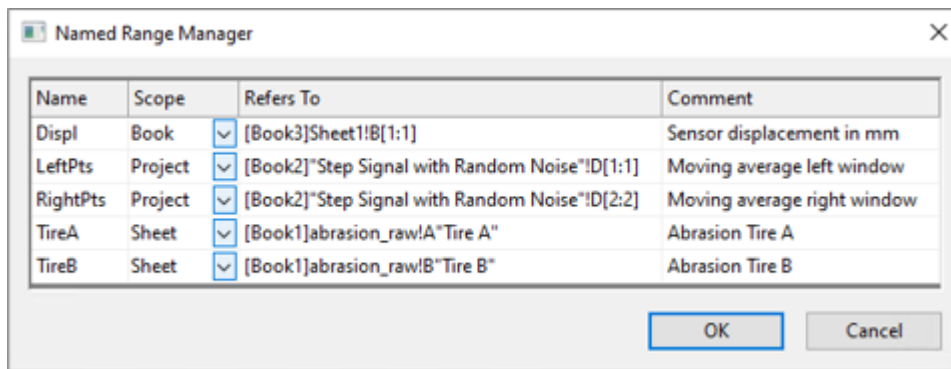 Named Range Manager
Name Scope Refers To Comment
Displ Book [Book3]Sheet1!B[1:1] Sensor displacement in mm
LeftPts Project [Book2]"Step Signal with Random Noise"!D[1:1] Moving average left window
RightPts Project [Book2]"Step Signal with Random Noise"!D[2:2] Moving average right window
TireA Sheet [Book1]abrasion_raw!A"Tire A" Abrasion Tire A
TireB Sheet [Book1]abrasion_raw!B"Tire B" Abrasion Tire B
OK Cancel